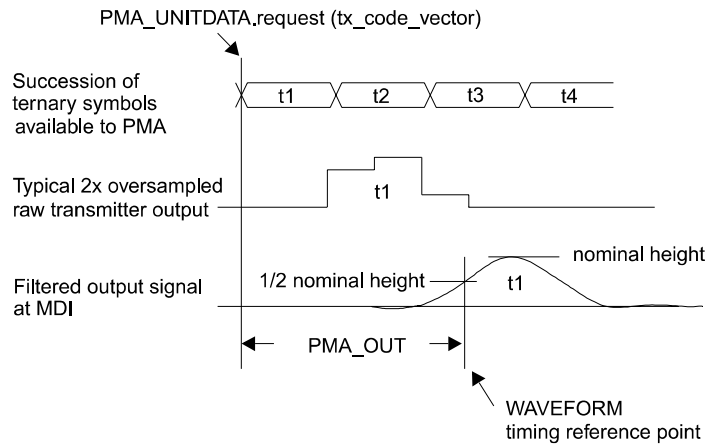 PMA_UNITDATA.request (tx_code_vector)
Succession of
ternary symbols
available to PMA
t1 t2 t3 t4
Typical 2x oversampled
raw transmitter output
t1
nominal height
1/2 nominal height
t1
Filtered output signal
at MDI
PMA_OUT
WAVEFORM
timing reference point